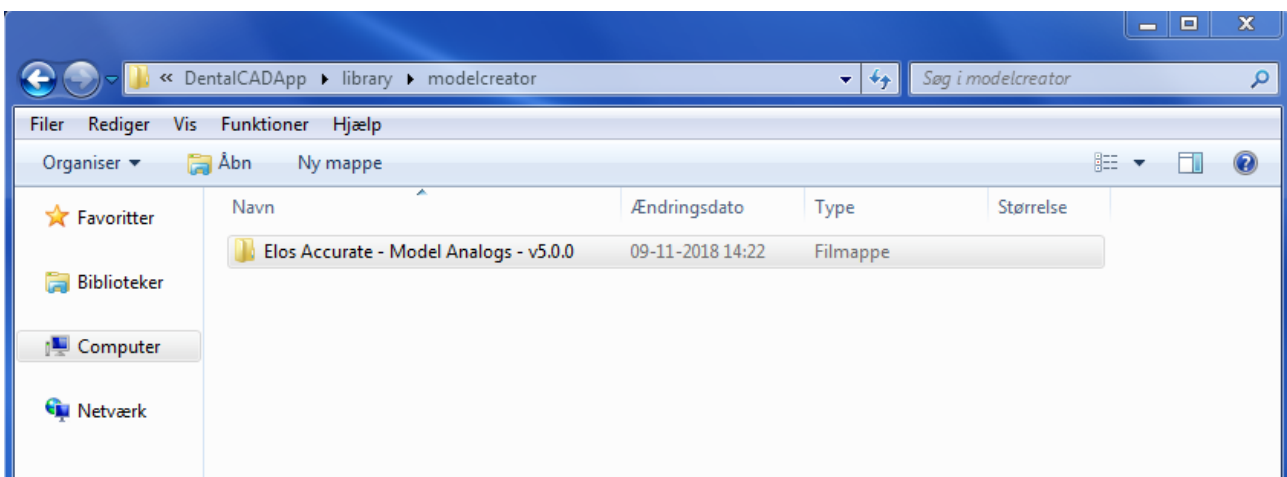 « DentalCADApp library modelcreator Søg i modelcreator
Filer Rediger Vis Funktioner Hjælp
Organiser Åbn Ny mappe
Favoritter
Biblioteker
Computer
Netværk
Navn Ændringsdato Type Størrelse
Elos Accurate - Model Analogs - v5.0.0 09-11-2018 14:22 Filmappe